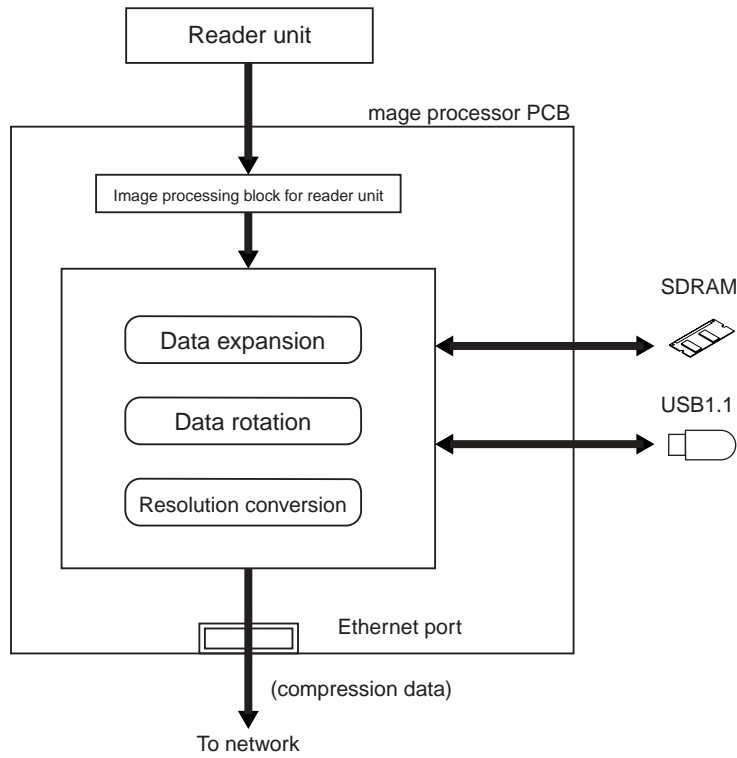 Reader unit
mage processor PCB
Image processing block for reader unit
SDRAM
Data expansion
USB1.1
Data rotation
Resolution conversion
Ethernet port
(compression data)
To network